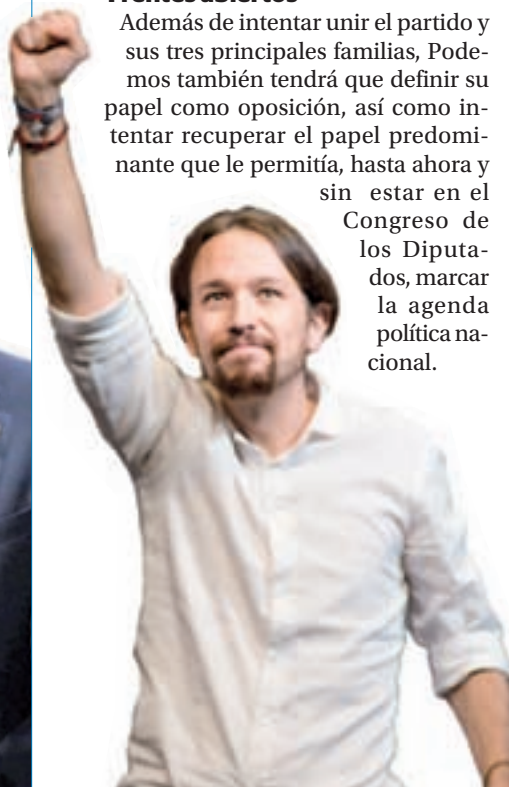 Frentes abiertos
Además de intentar unir el partido y
sus tres principales familias, Pode-
mos también tendrá que definir su
papel como oposición, así como in-
tentar recuperar el papel predomi-
nante que le permitía, hasta ahora y
sin estar en el
Congreso de
los Diputa-
dos, marcar
la agenda
política na-
cional.